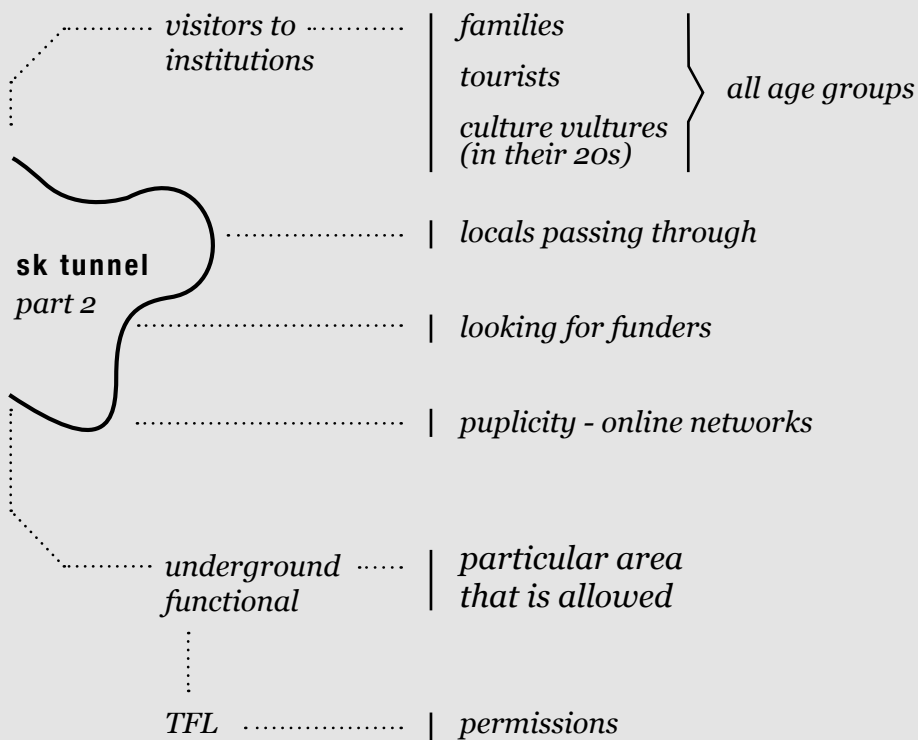 visitors to
institutions
families
tourists
culture vultures
(in their 20s)
all age groups
sk tunnel
part 2
locals passing through
looking for funders
puplicity - online networks
underground
functional
particular area
that is allowed
TFL
permissions